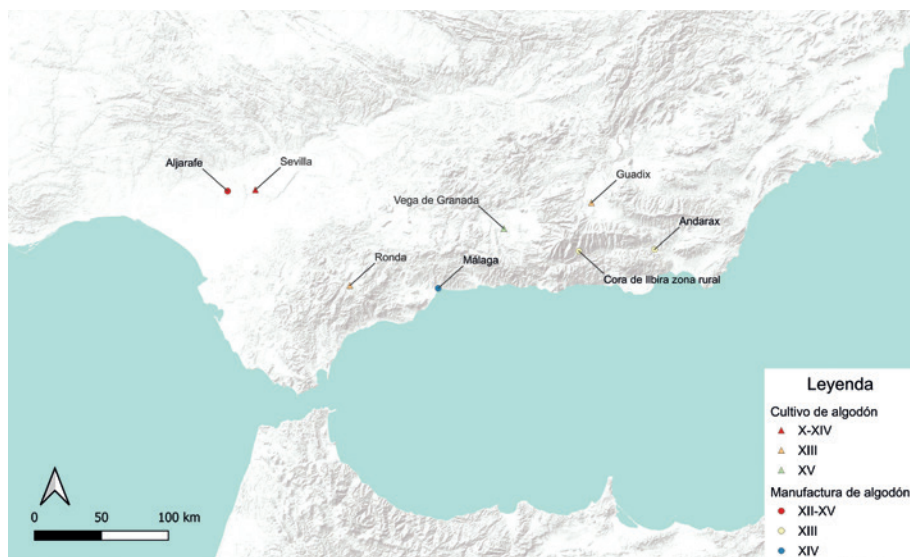 Aljarafe
Sevilla
Guadix
Vega de Granada
Andarax
Ronda
Málaga
Cora de Ilbira zona rural
Leyenda
Cultivo de algodón
X-XIV
XIII
XV
Manufactura de algodón
XII-XV
XIII
XIV
0 50 100 km